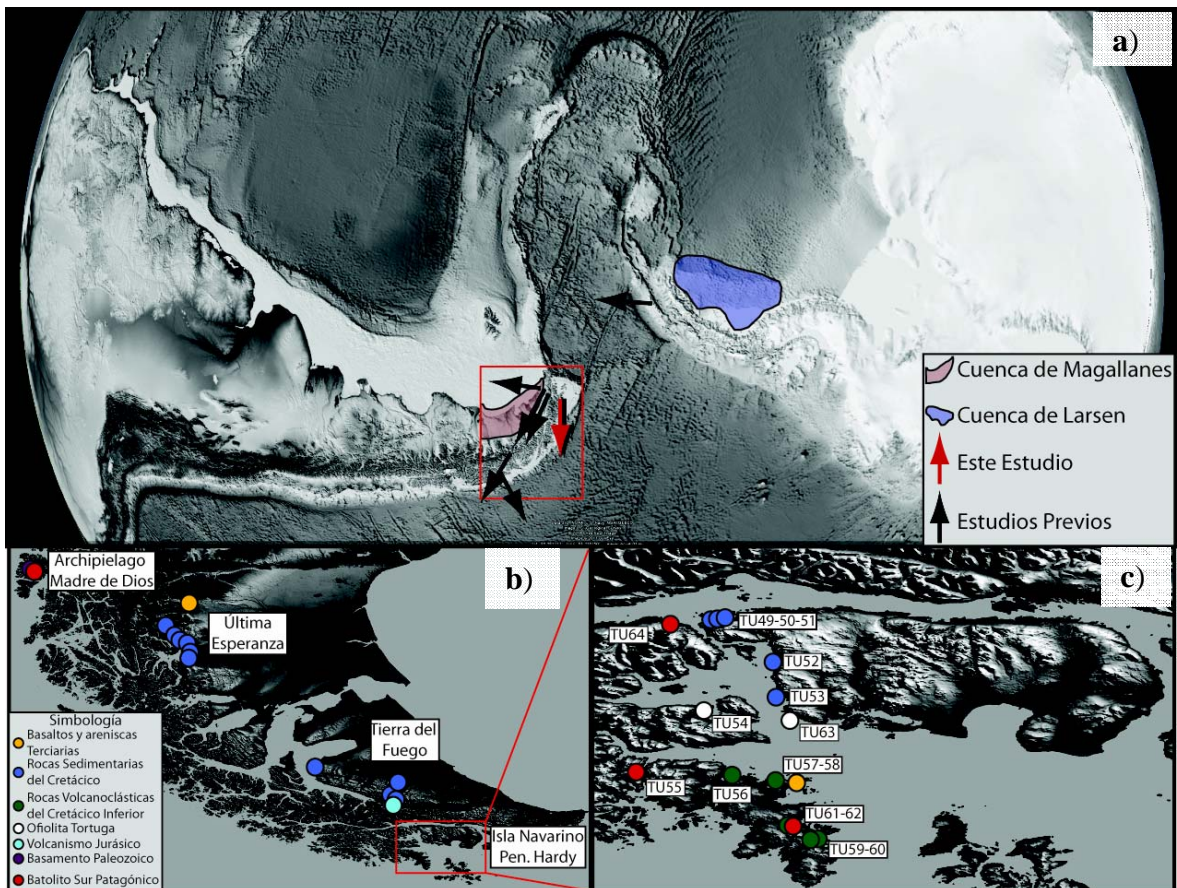 a)
Cuenca de Magallanes
Cuenca de Larsen
Este Estudio
Estudios Previos
b)
Archipielago
Madre de Dios
Última
Esperanza
Tierra del
Fuego
Isla Navarino
Pen. Hardy
Simbología
Basaltos y areniscas
Terciarias
Rocas Sedimentarias
del Cretácico
Rocas Volcanoclásticas
del Cretácico Inferior
Ofiolita Tortuga
Volcanismo Jurásico
Basamento Paleozoico
Batolito Sur Patagónico
c)
TU64
TU49-50-51
TU52
TU53
TU54
TU63
TU57-58
TU55
TU56
TU61-62
TU59-60